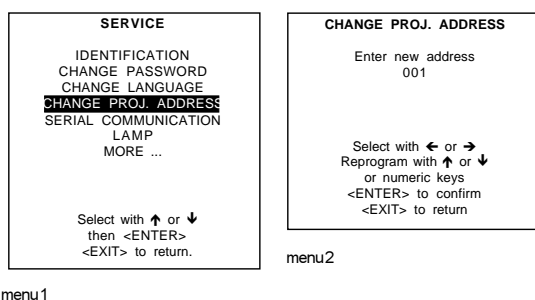 SERVICE
IDENTIFICATION
CHANGE PASSWORD
CHANGE LANGUAGE
CHANGE PROJ. ADDRESS
SERIAL COMMUNICATION
LAMP
MORE ...
Select with ↑ or ↓
then <ENTER>
<EXIT> to return.
menu1
CHANGE PROJ. ADDRESS
Enter new address
001
Select with ← or →
Reprogram with ↑ or ↓
or numeric keys
<ENTER> to confirm
<EXIT> to return
menu2